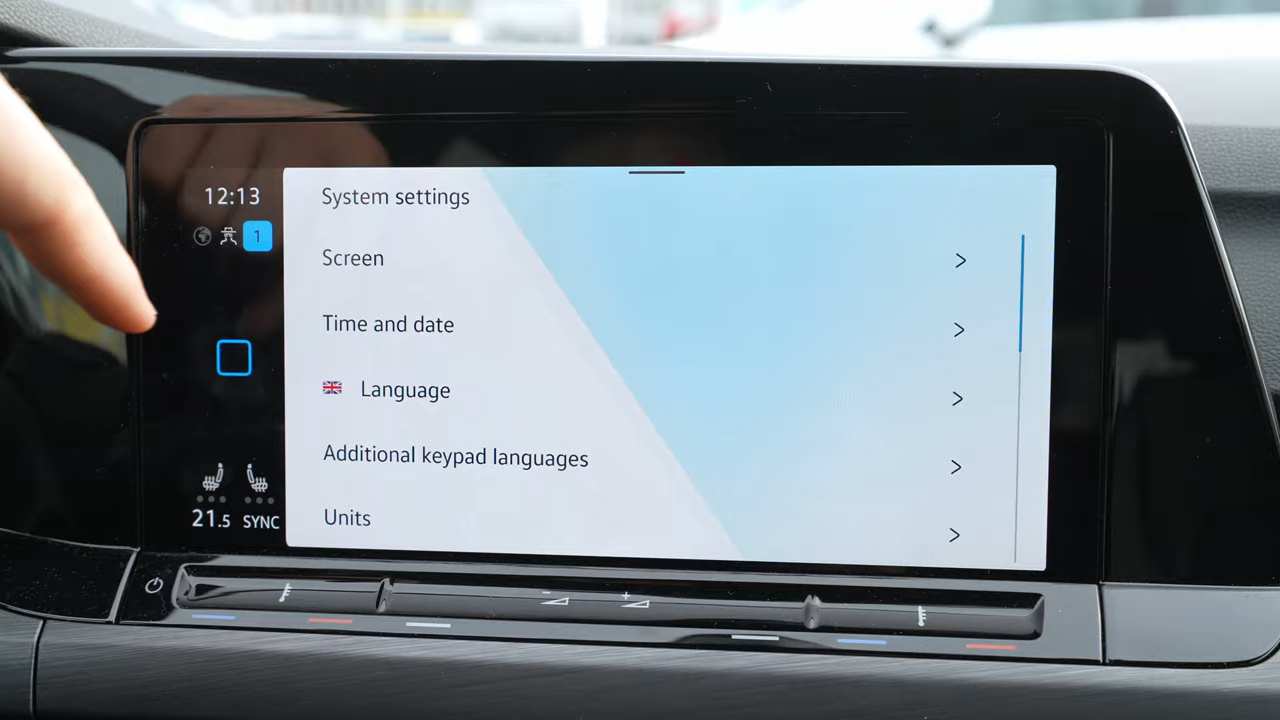 12:13
1
System settings
Screen
Time and date
Language
Additional keypad languages
Units
21.5 SYNC
- +